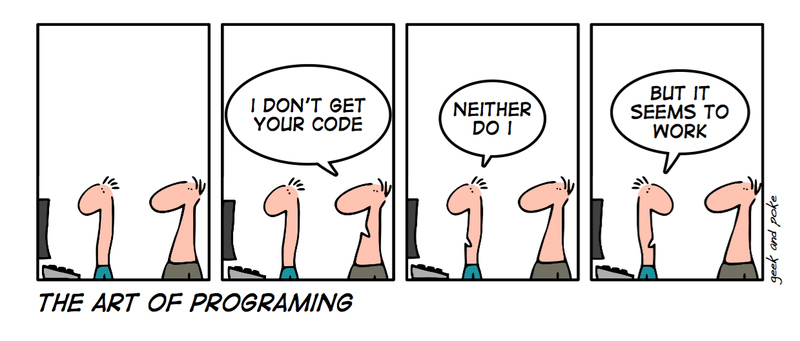 I DON'T GET
YOUR CODE
NEITHER
DO I
BUT IT
SEEMS TO
WORK
geek and poke
THE ART OF PROGRAMING